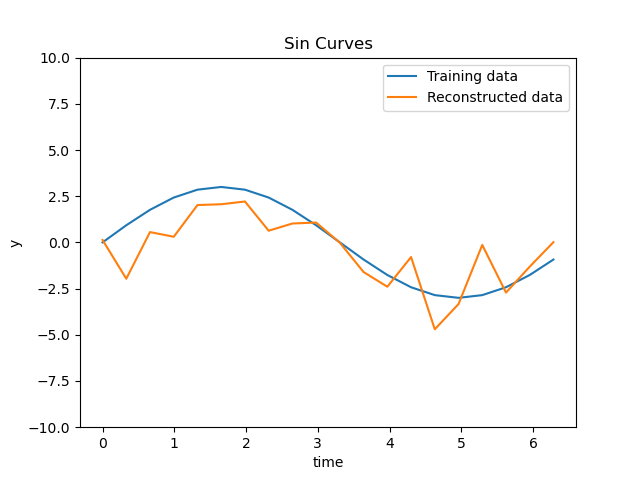 Sin Curves
Training data
Reconstructed data
10.0
7.5
5.0
2.5
0.0
−2.5
−5.0
−7.5
−10.0
y
0 1 2 3 4 5 6
time